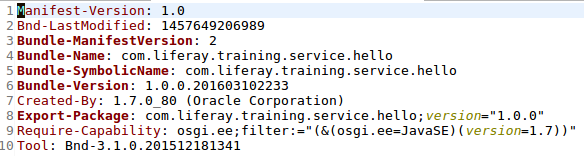 1 Manifest-Version: 1.0
2 Bnd-LastModified: 1457649206989
3 Bundle-ManifestVersion: 2
4 Bundle-Name: com.liferay.training.service.hello
5 Bundle-SymbolicName: com.liferay.training.service.hello
6 Bundle-Version: 1.0.0.201603102233
7 Created-By: 1.7.0_80 (Oracle Corporation)
8 Export-Package: com.liferay.training.service.hello;version="1.0.0"
9 Require-Capability: osgi.ee;filter:="(&(osgi.ee=JavaSE)(version=1.7))"
10 Tool: Bnd-3.1.0.201512181341